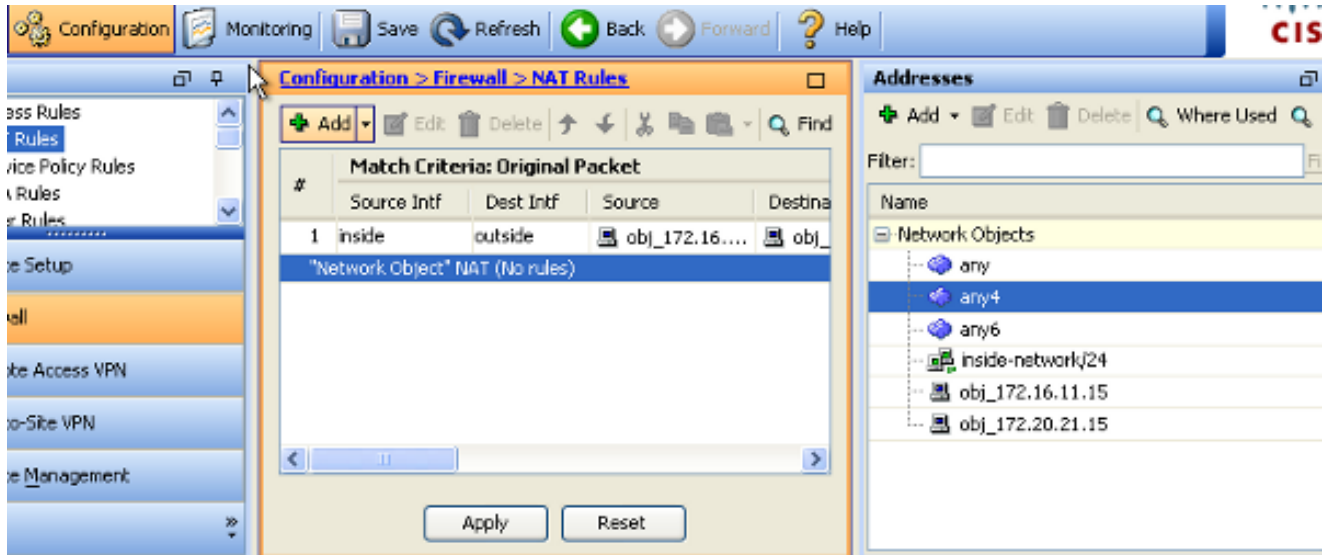 Configuration Monitoring Save Refresh Back Forward Help
CIS
ess Rules
Rules
vice Policy Rules
Rules
Rules
e Setup
all
ote Access VPN
to-Site VPN
e Management
Configuration > Firewall > NAT Rules
Add Edit Delete Find
# Match Criteria: Original Packet
Source Intf Dest Intf Source Destina
1 inside outside obj_172.16.... obj_
"Network Object" NAT (No rules)
Apply Reset
Addresses
Add Edit Delete Where Used
Filter: Fi
Name
Network Objects
any
any4
any6
inside-network/24
obj_172.16.11.15
obj_172.20.21.15